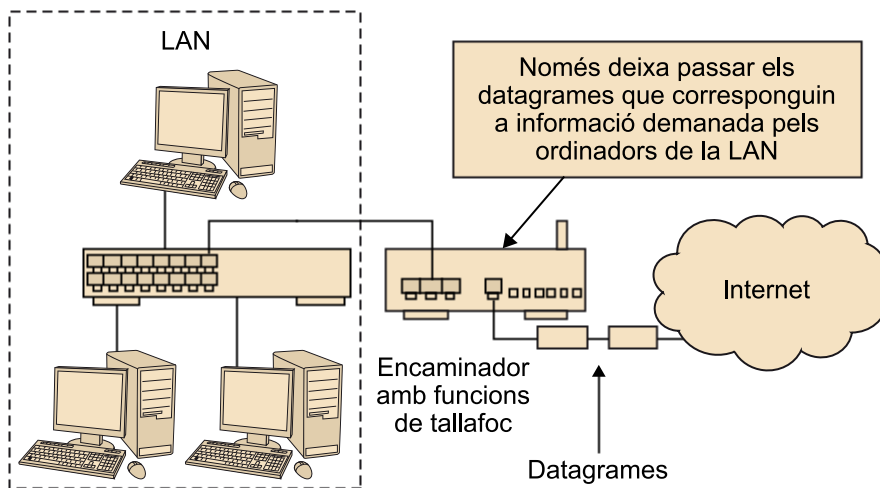 LAN
Només deixa passar els
datagrames que corresponguin
a informació demanada pels
ordinadors de la LAN
Internet
Encaminador
amb funcions
de tallafoc
Datagrames